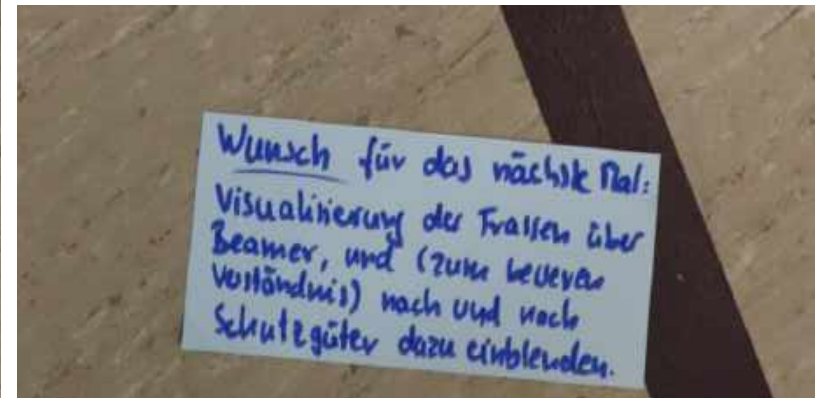 Wunsch für das nächste Mal:
Visualisierung der Trassen über
Beamer, und (zum besseren
Verständnis) nach und nach
Schutzgüter dazu einblenden.